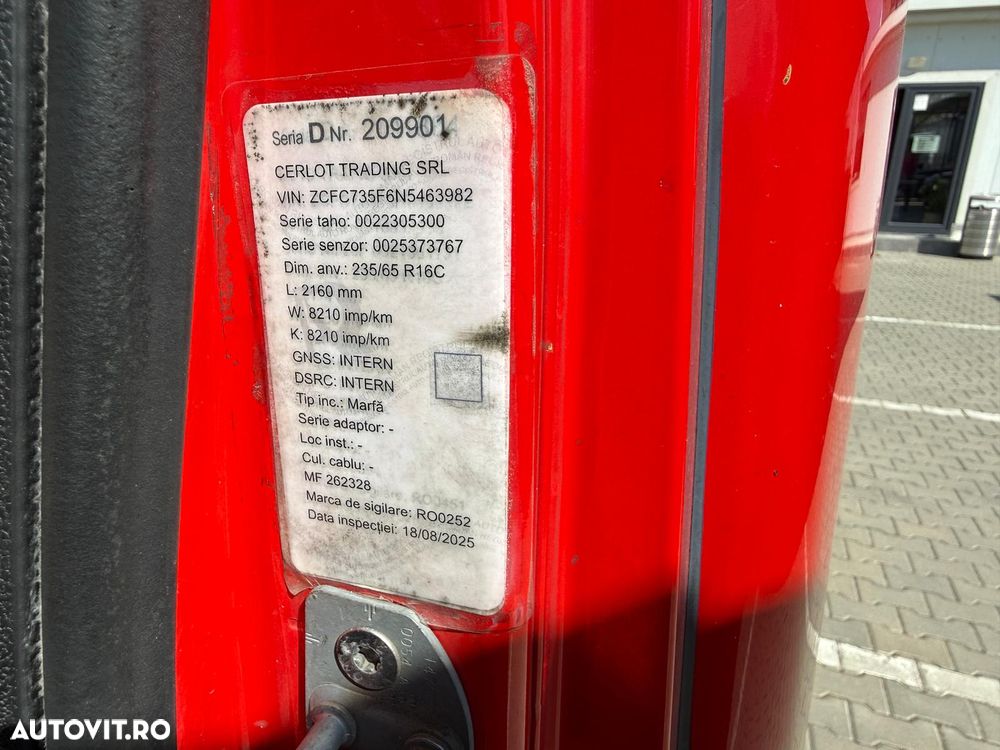 Seria D Nr. 209901
CERLOT TRADING SRL
VIN: ZCFC735F6N5463982
Serie taho: 0022305300
Serie senzor: 0025373767
Dim. anv.: 235/65 R16C
L: 2160 mm
W: 8210 imp/km
K: 8210 imp/km
GNSS: INTERN
DSRC: INTERN
Tip inc.: Marfă
Serie adaptor: -
Loc inst.: -
Cul. cablu: -
MF 262328
Marca de sigilare: RO0252
Data inspecției: 18/08/2025
AUTOVIT.RO